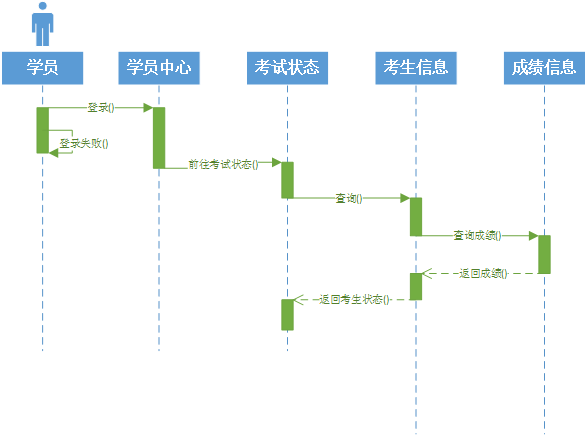 学员
学员中心
考试状态
考生信息
成绩信息
登录()
登录失败()
前往考试状态()
查询()
查询成绩()
返回成绩()
返回考生状态()